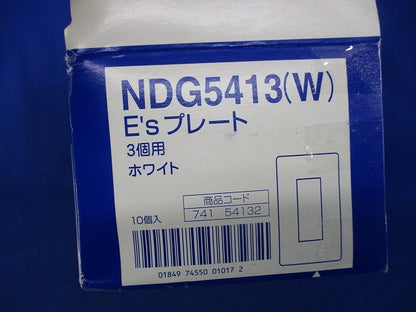 NDG5413(W)
E'sプレート
3個用
ホワイト
商品コード
741 54132
10個入
01849 74550 01017 2